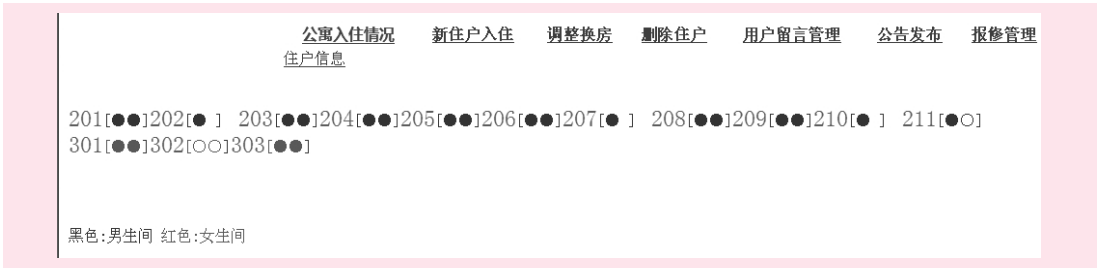 公寓入住情况 新住户入住 调整换房 删除住户 用户留言管理 公告发布 报修管理
住户信息
201[●●]202[● ] 203[●●]204[●●]205[●●]206[●●]207[● ] 208[●●]209[●●]210[● ] 211[●○]
301[●●]302[○○]303[●●]
黑色:男生间 红色:女生间